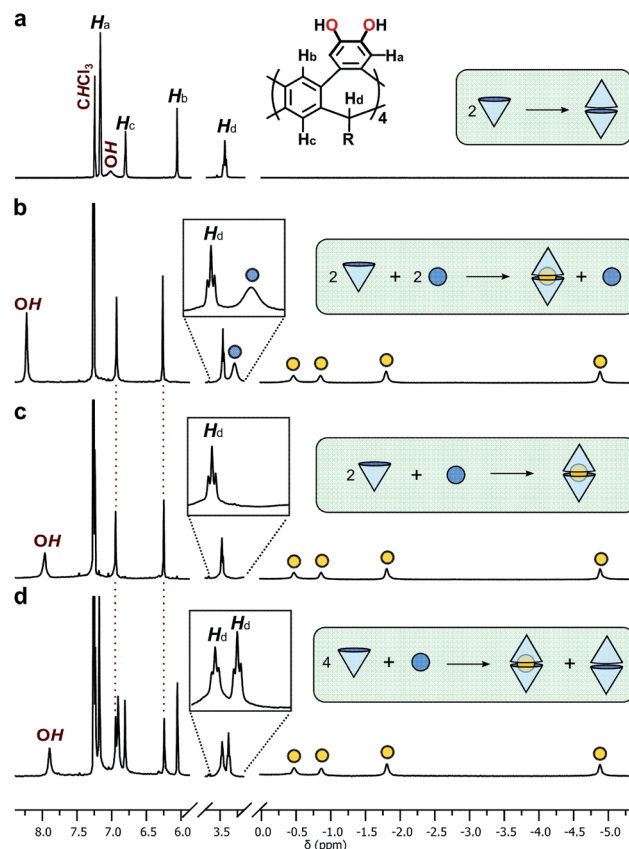 a
Ha
CHCl3
OH
Hc
Hb
Hd
HO OH
Hb
Ha
Hd
4
Hc
R
2
b
OH
Hd
2 + 2 +
c
Hd
2 +
OH
d
Hd Hd
4 + +
OH
8.0 7.5 7.0 6.5 6.0 3.5 0.0 -0.5 -1.0 -1.5 -2.0 -2.5 -3.0 -3.5 -4.0 -4.5 -5.0
δ (ppm)